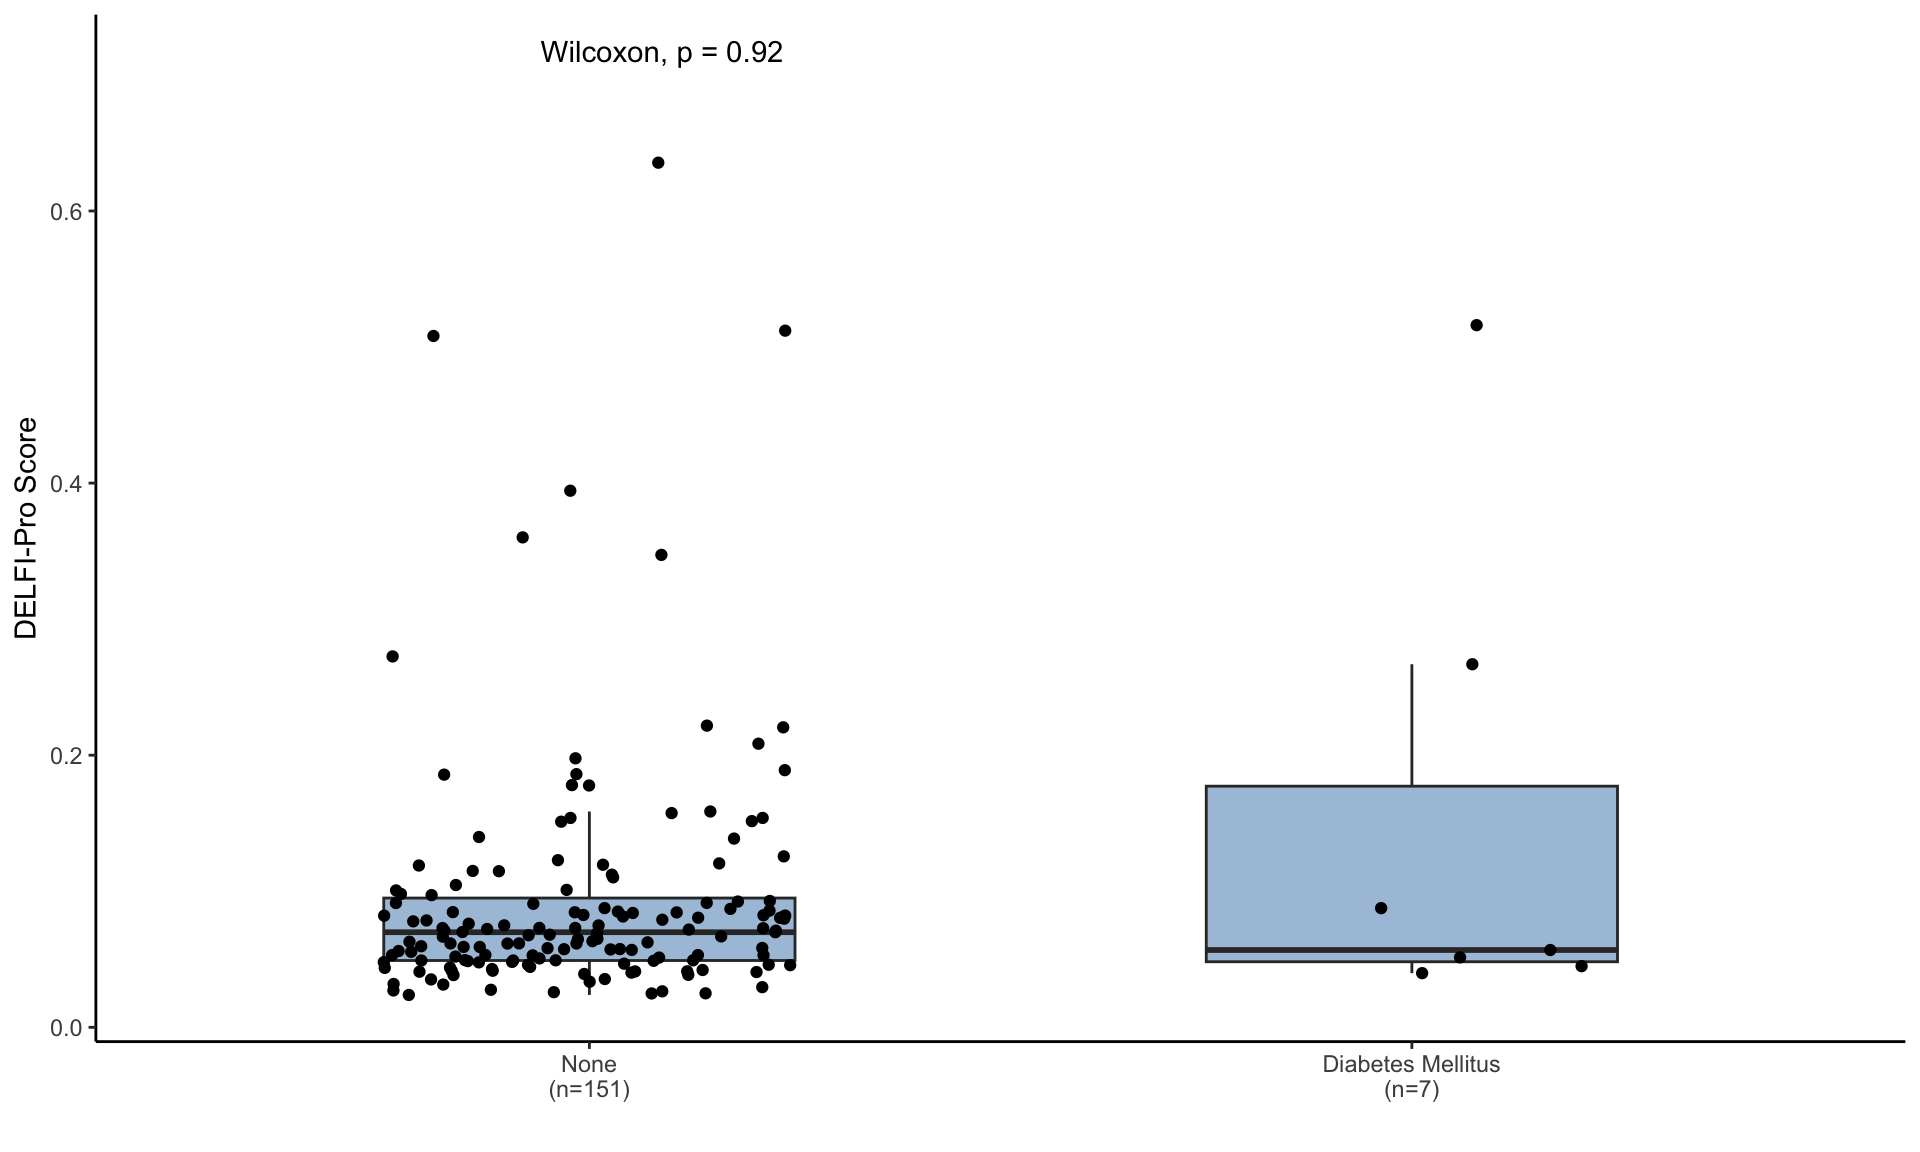 Wilcoxon, p = 0.92
DELFI-Pro Score
0.6
0.4
0.2
0.0
None
(n=151)
Diabetes Mellitus
(n=7)